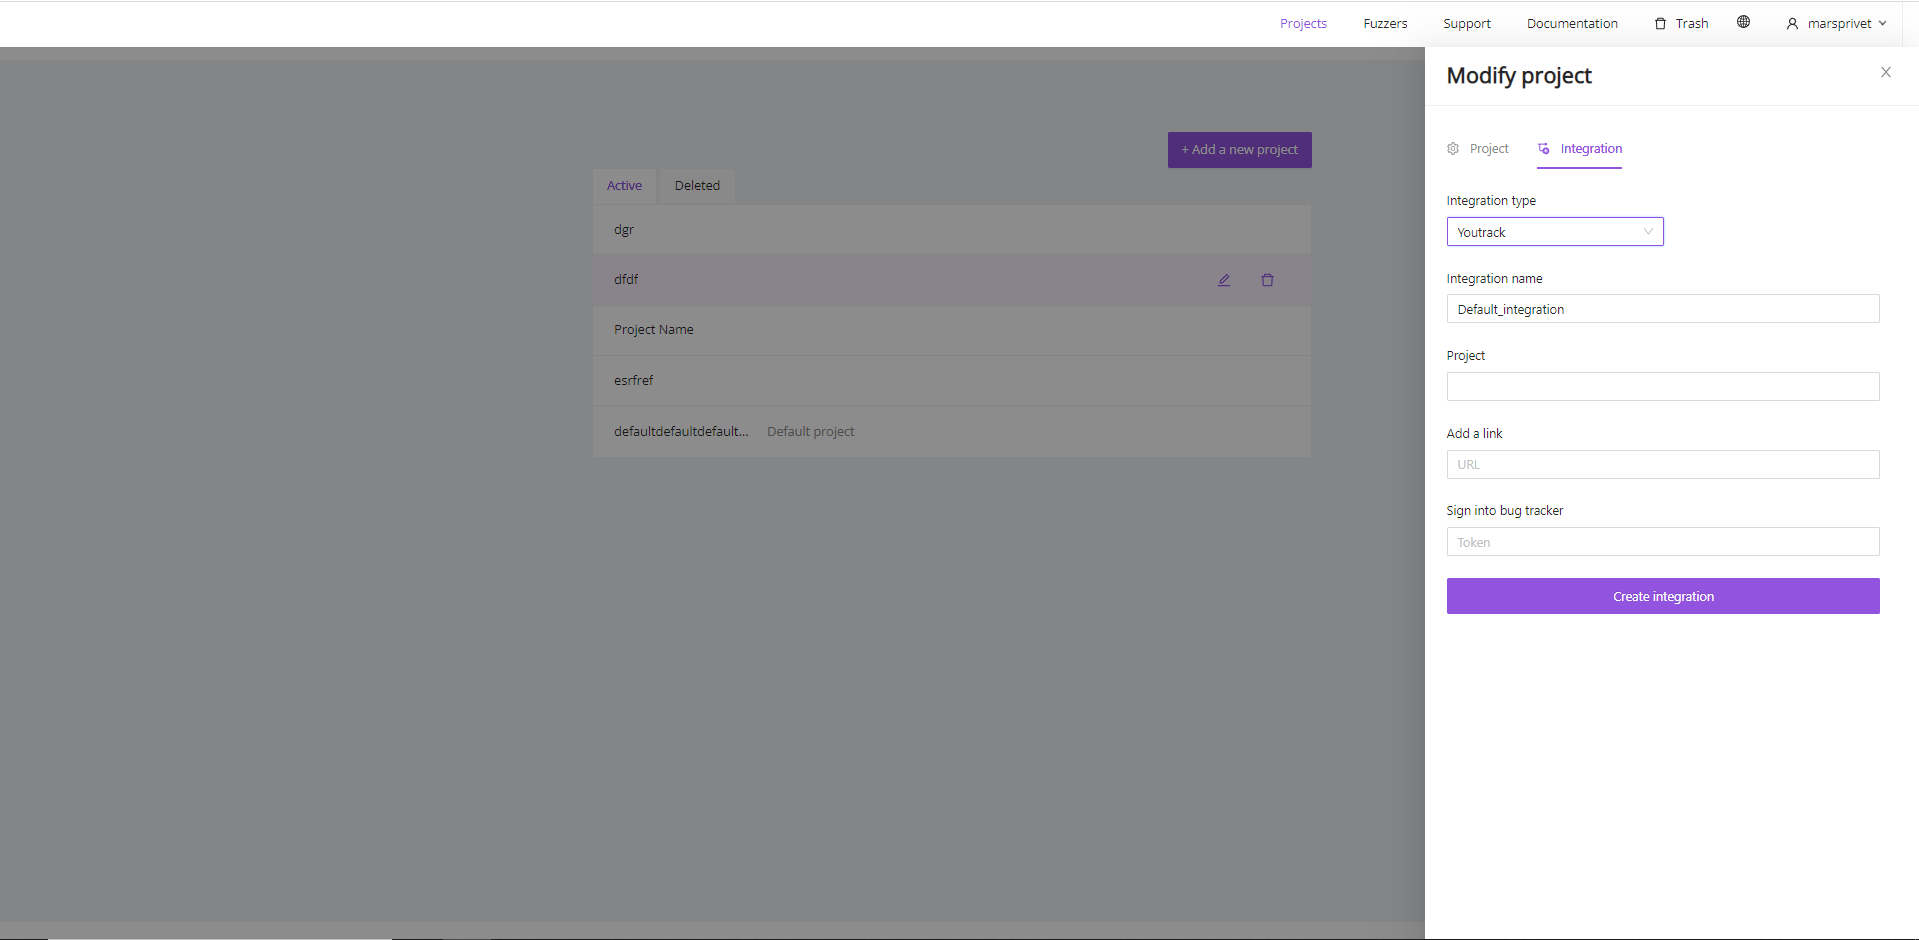 Projects Fuzzers Support Documentation Trash marsprivet
Modify project
Project Integration
+ Add a new project
Active Deleted
dgr
dfdf
Project Name
esrfref
defaultdefaultdefault... Default project
Integration type
Youtrack
Integration name
Default_integration
Project
Add a link
URL
Sign into bug tracker
Token
Create integration